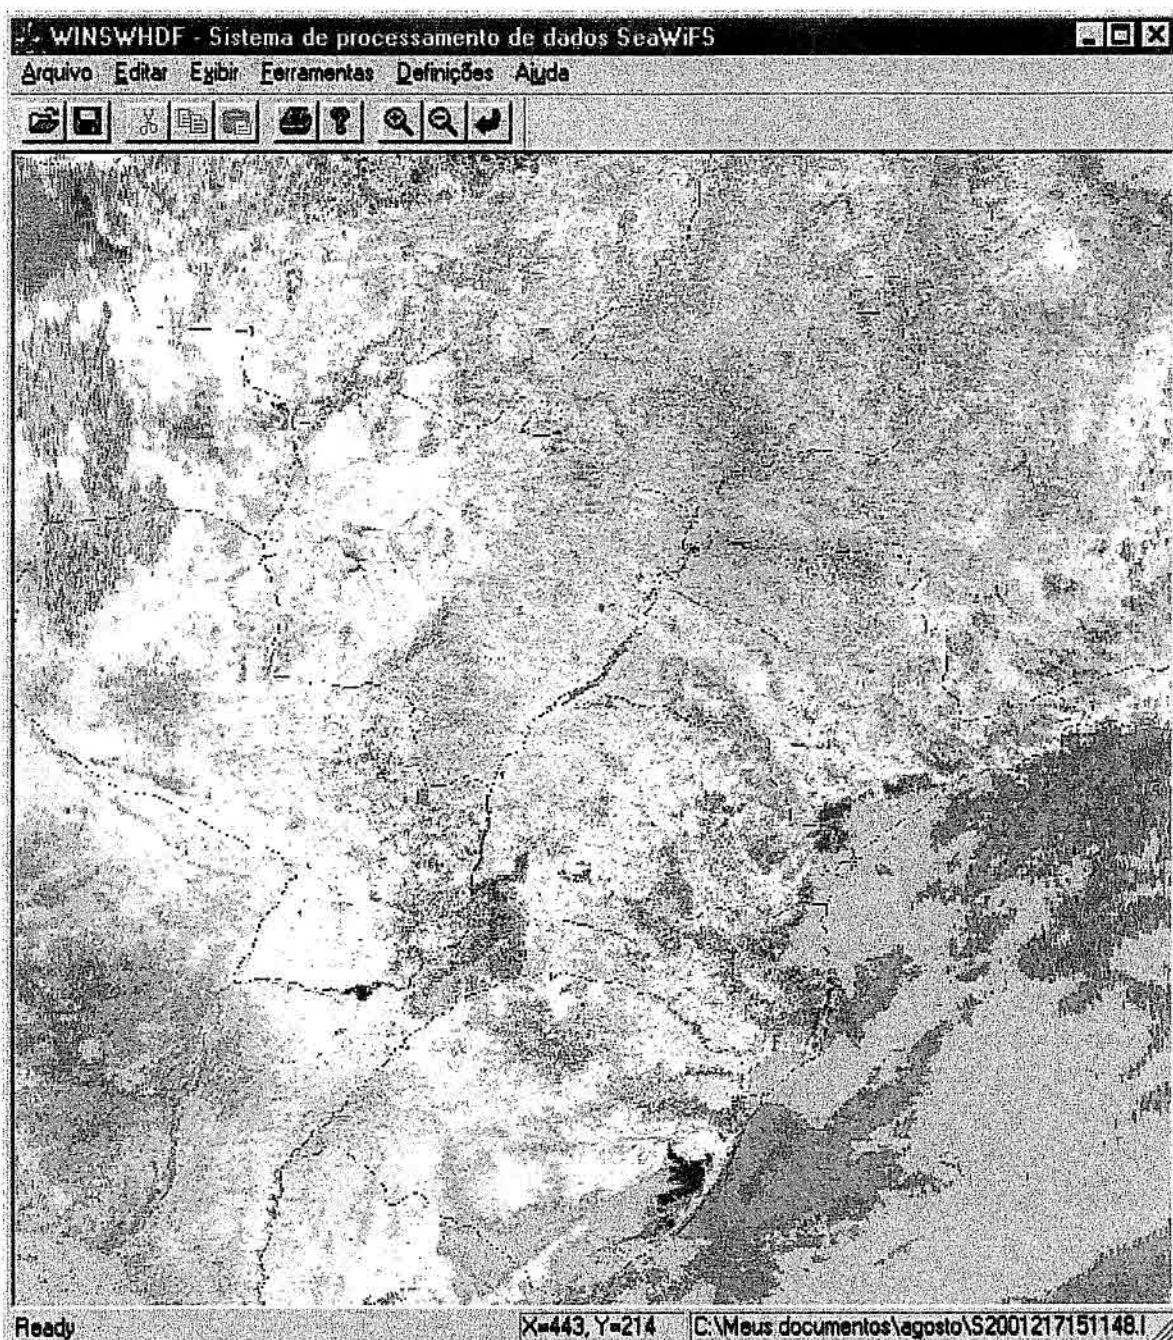 WINSWHDF - Sistema de processamento de dados SeaWiFS
Arquivo Editar Exibir Ferramentas Definições Ajuda
Ready X=443, Y=214 C:\Meus documentos\agosto\S2001217151148.l